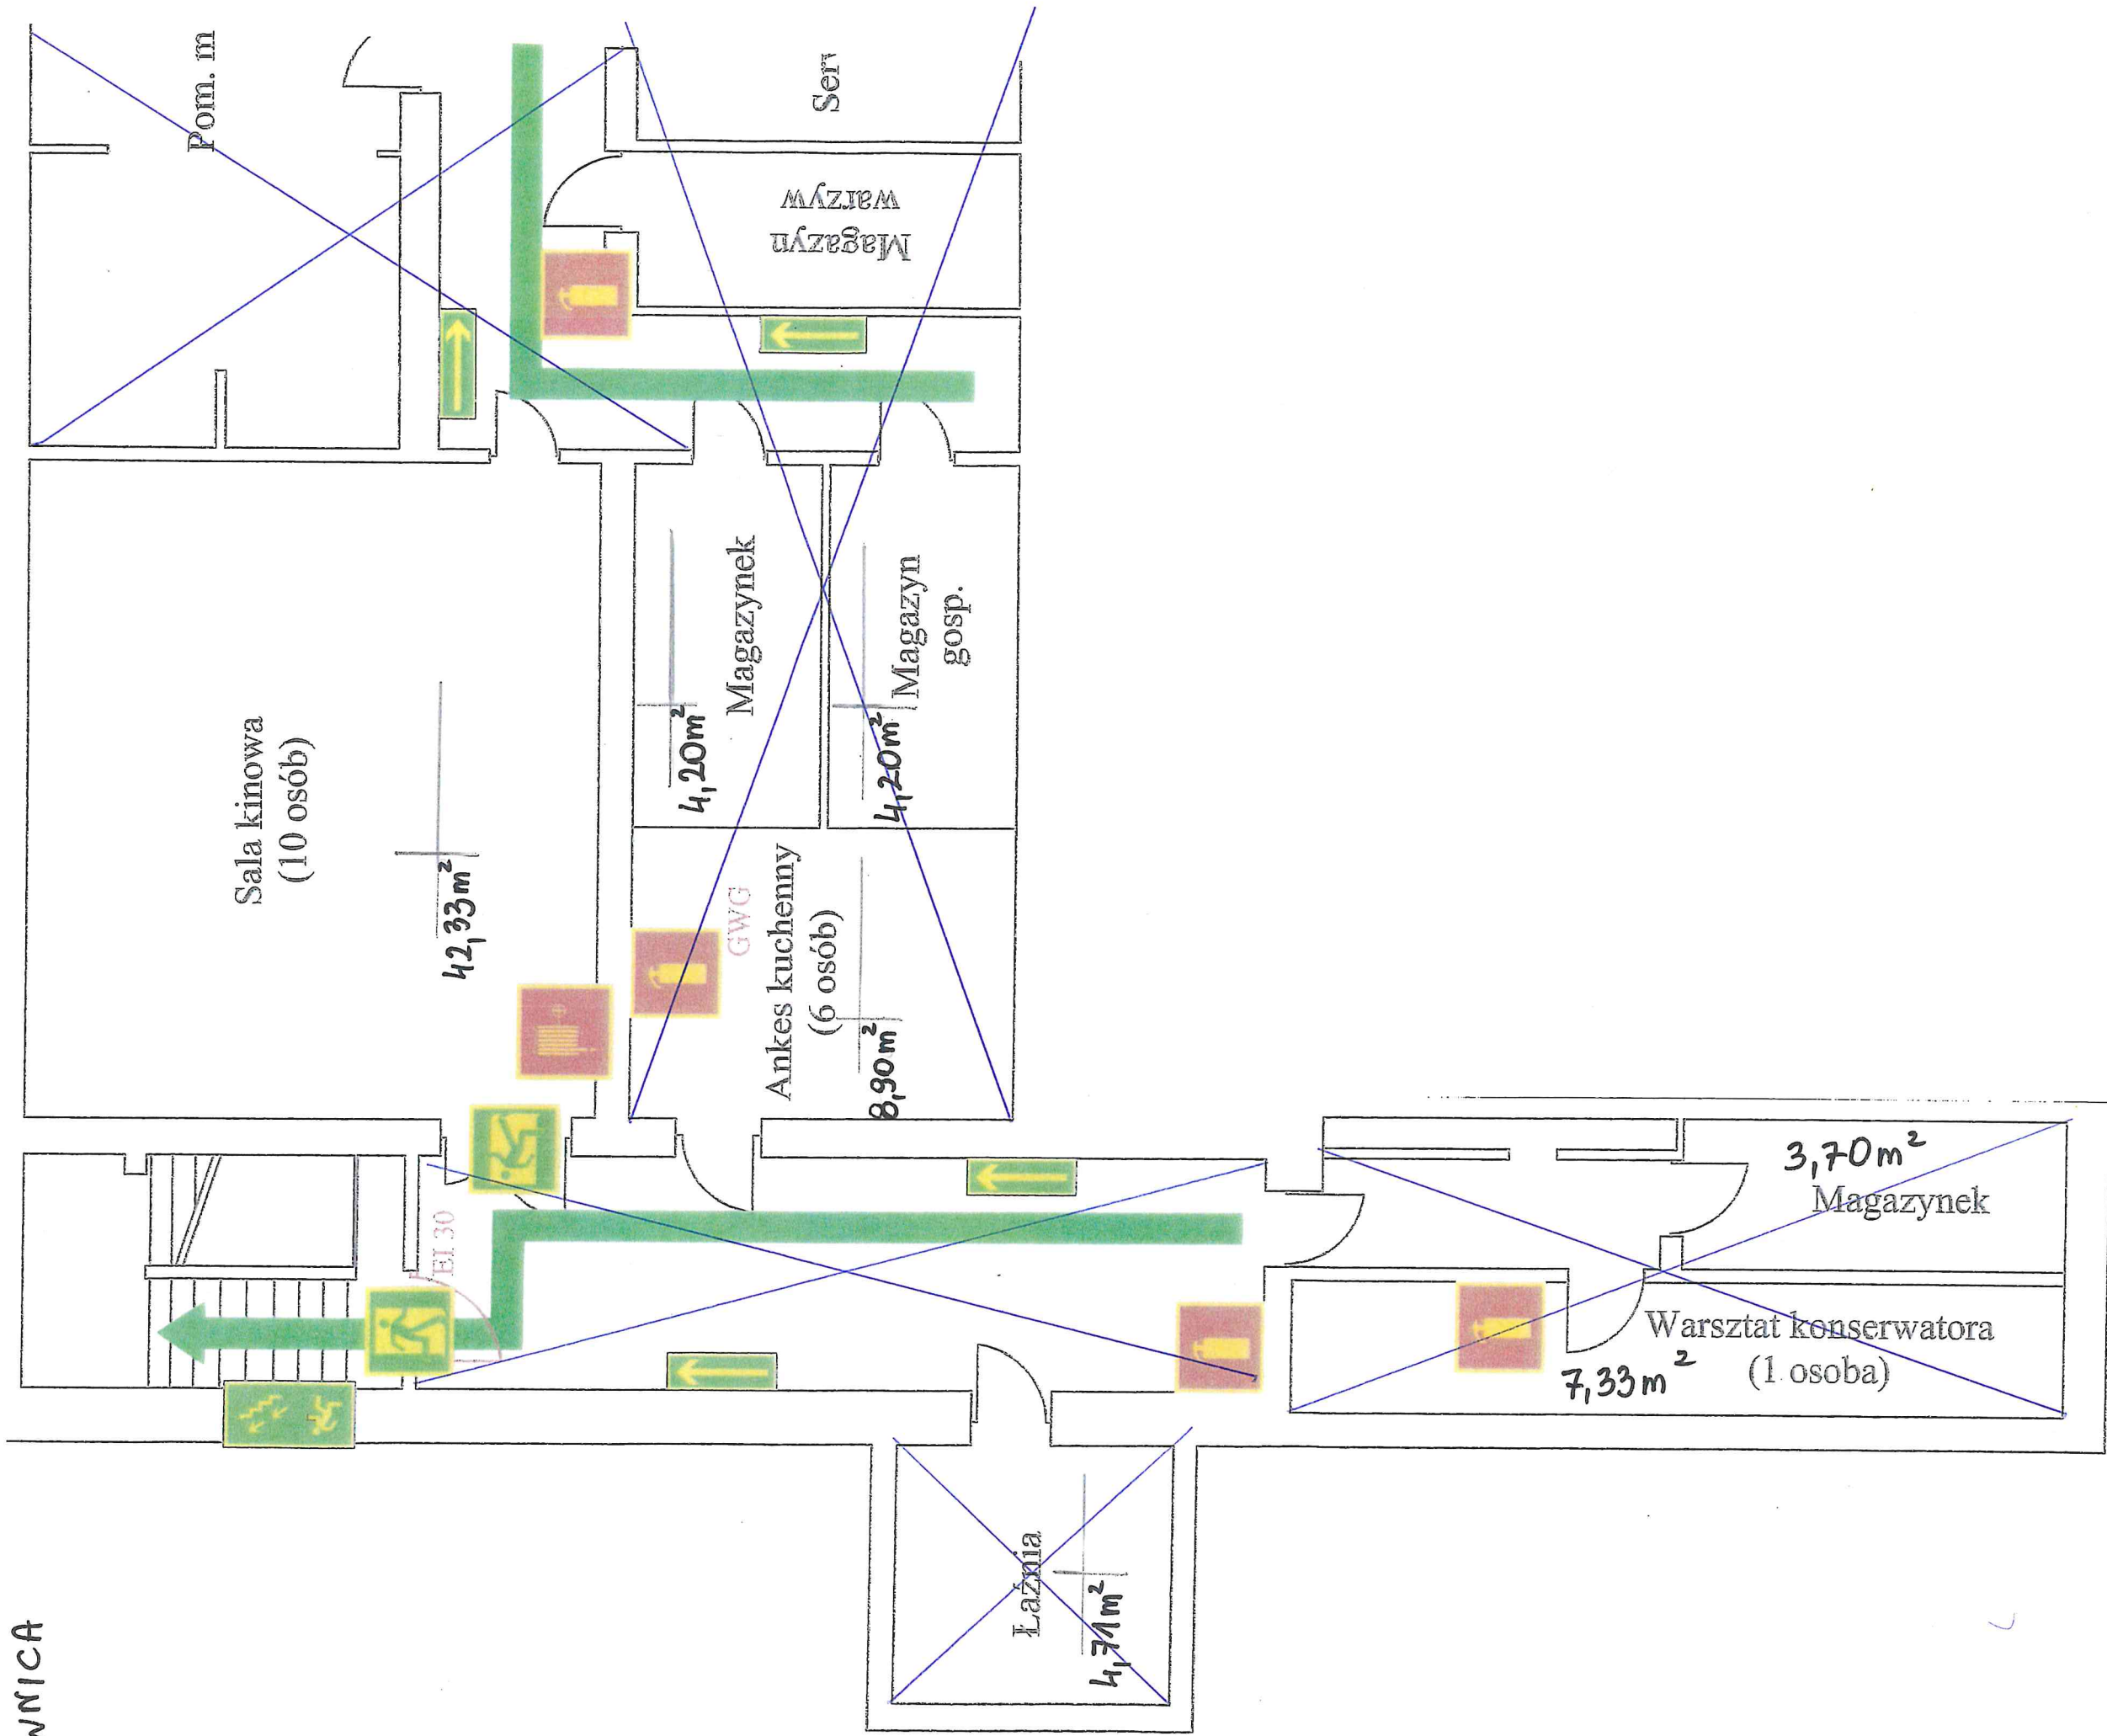 Pom. m
Ser
Magazyn
warzyw
Sala kinowa
(10 osób)
42,33m²
Magazynek
4,20m²
Magazyn
gosp.
4,20m²
GWG
Ankes kuchenny
(6 osób)
8,90m²
EI 30
3,70m²
Magazynek
Warsztat konserwatora
(1 osoba)
7,33m²
Łaźnia
4,71m²
WNICA